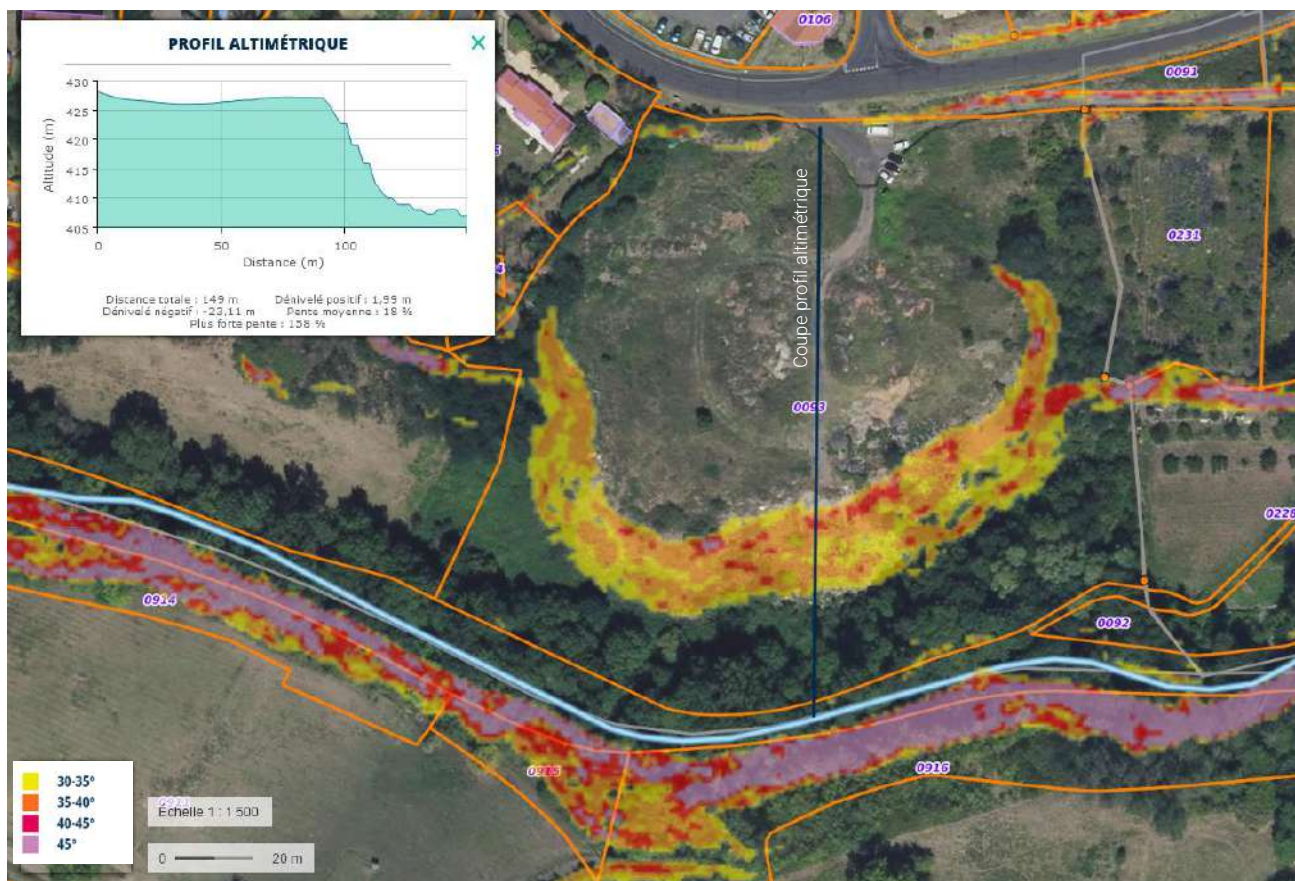 PROFIL ALTIMÉTRIQUE
430
425
420
415
410
405
Altitude (m)
0
50
100
Distance (m)
Distance totale : 149 m Dénivelé positif : 1,99 m
Dénivelé négatif : -23,11 m Pente moyenne : 18 %
Plus forte pente : 158 %
0106
0091
0231
Coupe profil altimétrique
0093
0228
0914
0092
0916
30-35°
35-40°
40-45°
45°
Échelle 1 : 1 500
0 20 m